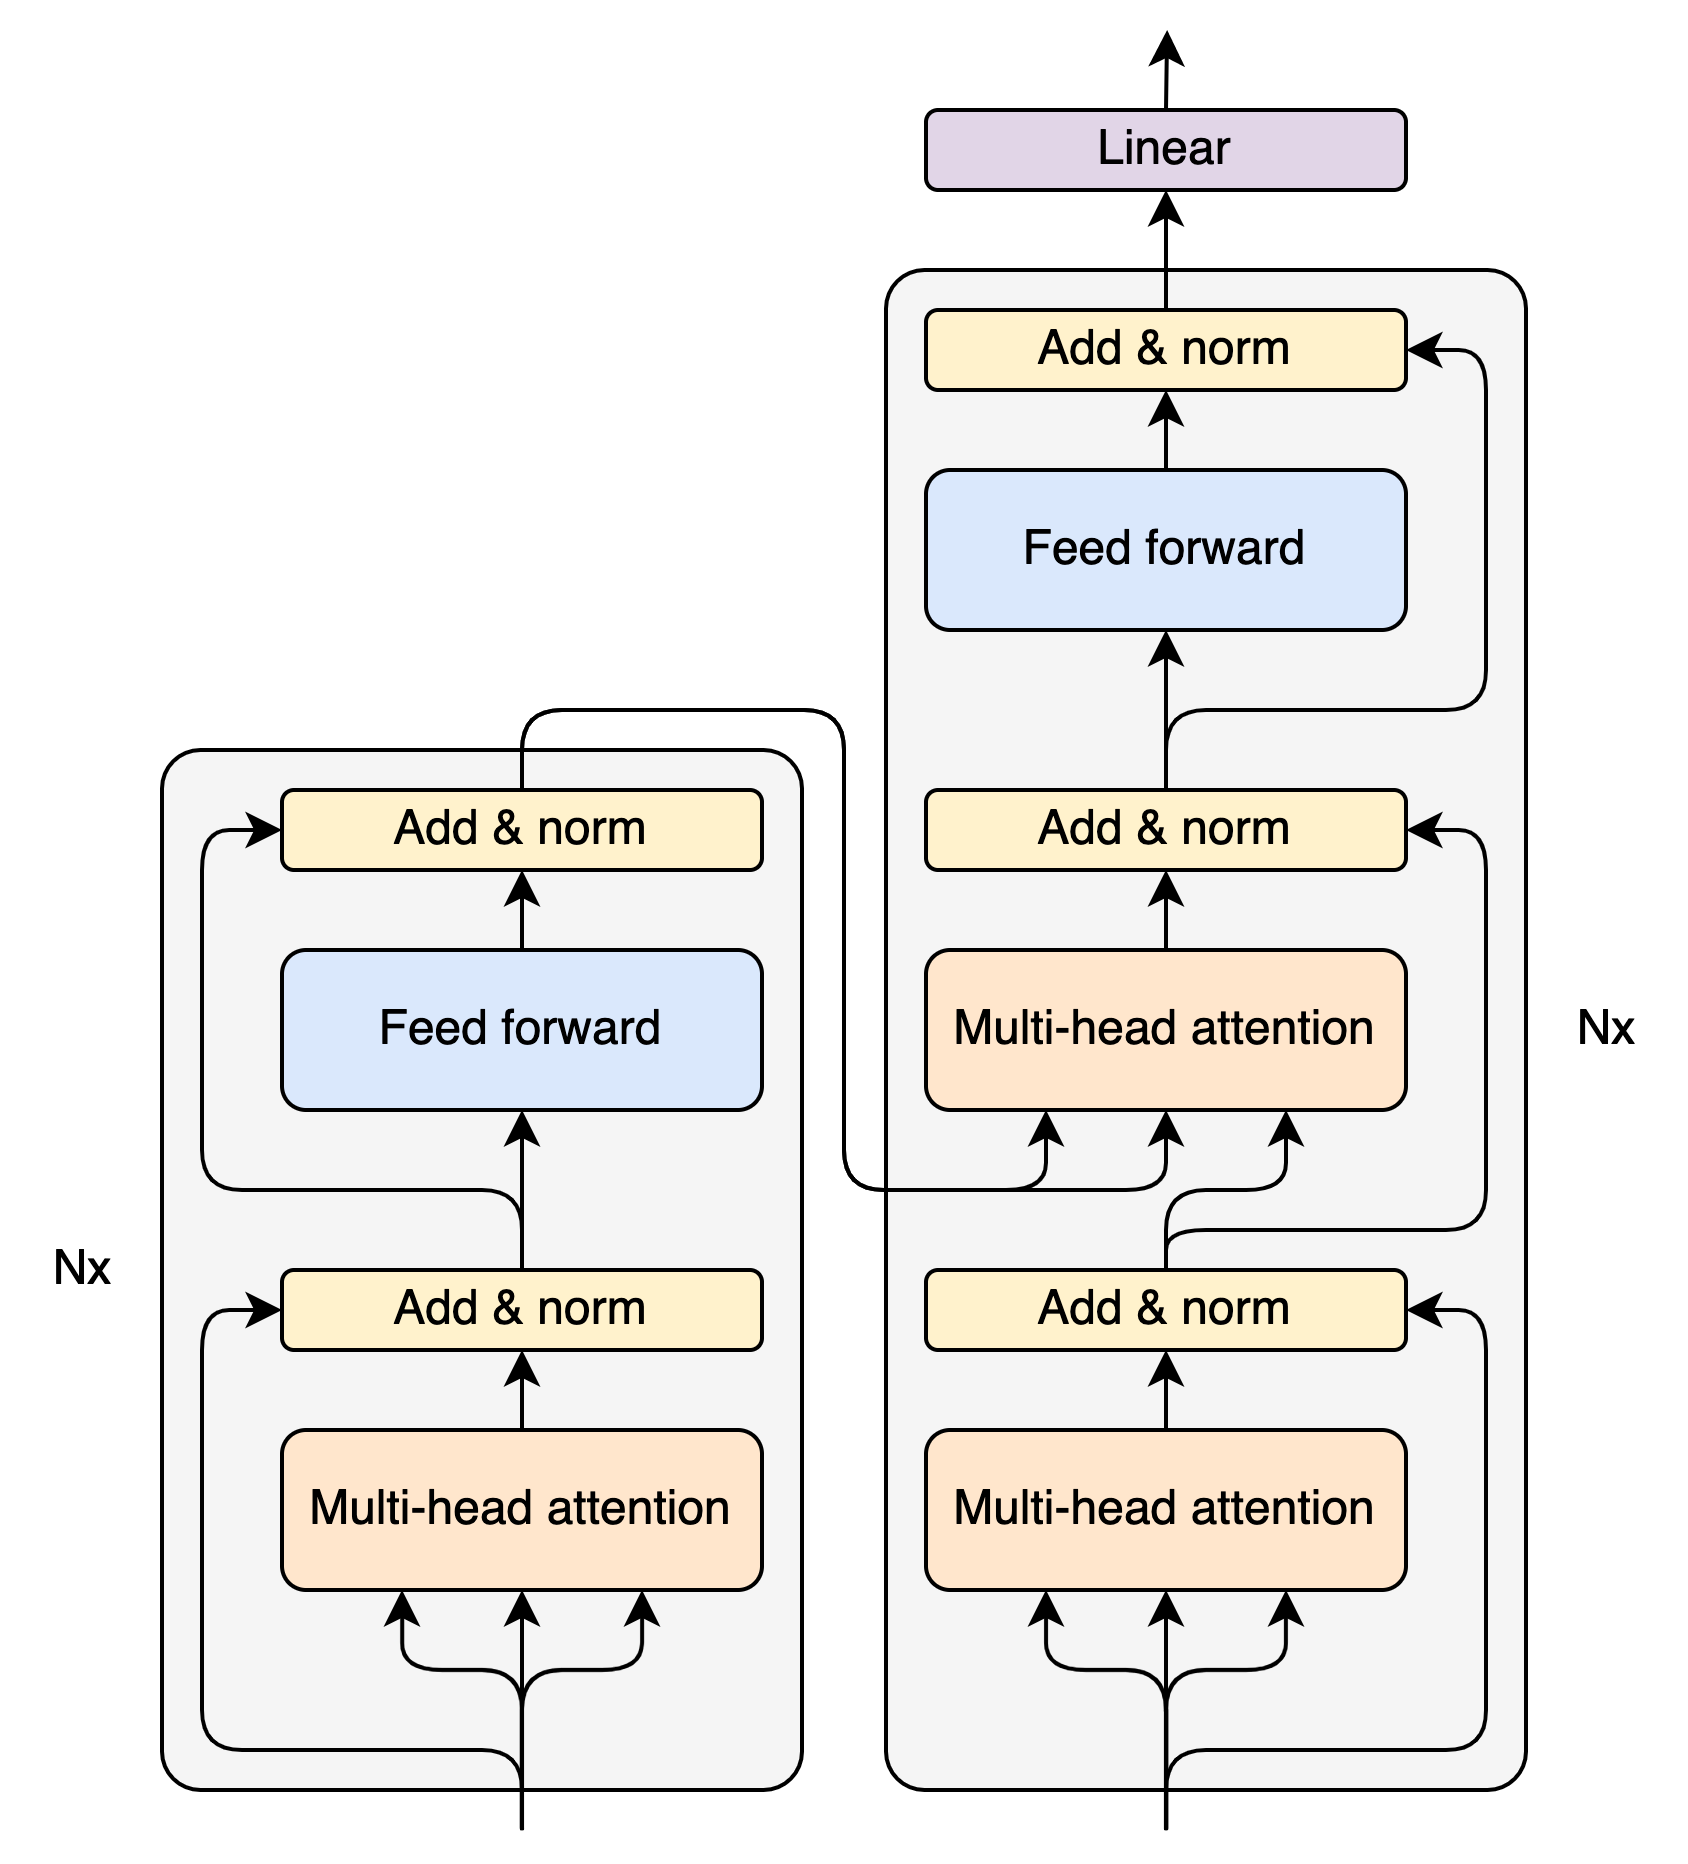 Linear
Add & norm
Feed forward
Add & norm
Multi-head attention
Add & norm
Multi-head attention
Nx
Add & norm
Feed forward
Add & norm
Multi-head attention
Nx